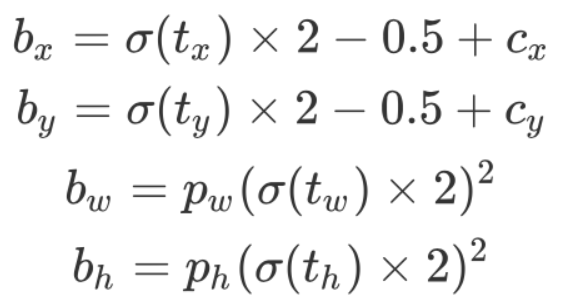 b_x = σ(t_x) × 2 − 0.5 + c_x
b_y = σ(t_y) × 2 − 0.5 + c_y
b_w = p_w(σ(t_w) × 2)²
b_h = p_h(σ(t_h) × 2)²